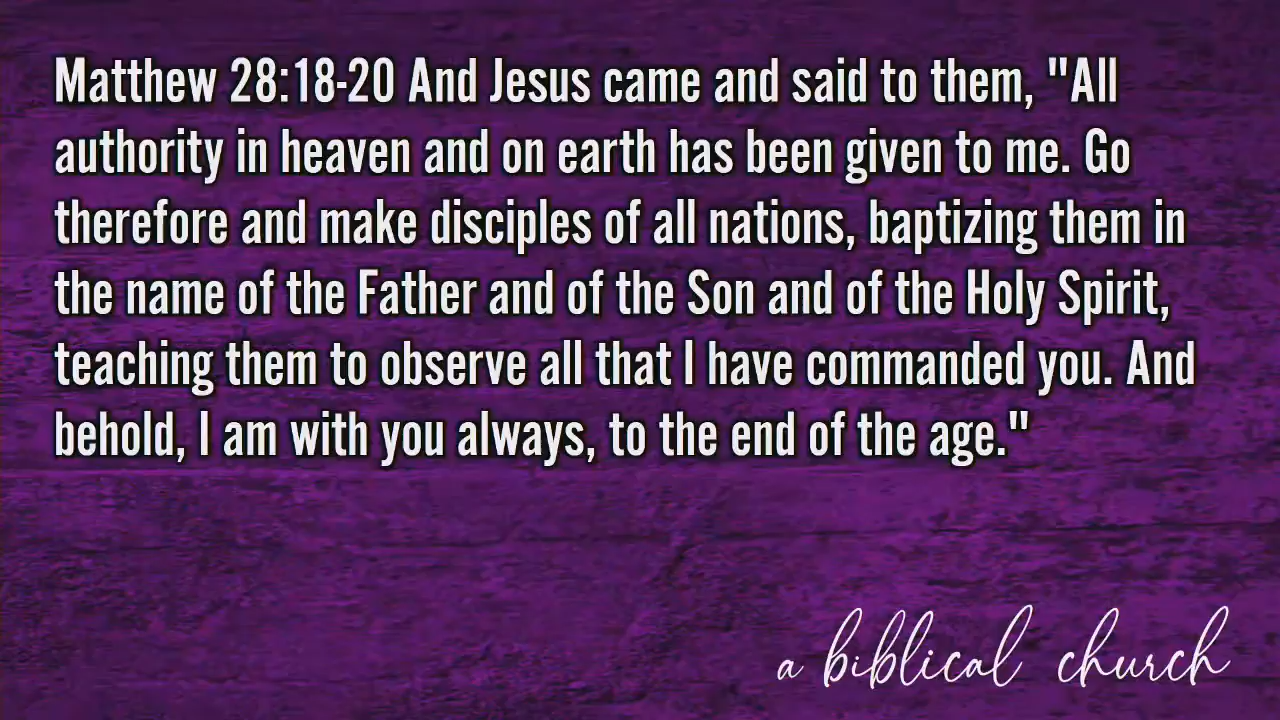 Matthew 28:18-20 And Jesus came and said to them, "All
authority in heaven and on earth has been given to me. Go
therefore and make disciples of all nations, baptizing them in
the name of the Father and of the Son and of the Holy Spirit,
teaching them to observe all that I have commanded you. And
behold, I am with you always, to the end of the age."
a biblical church